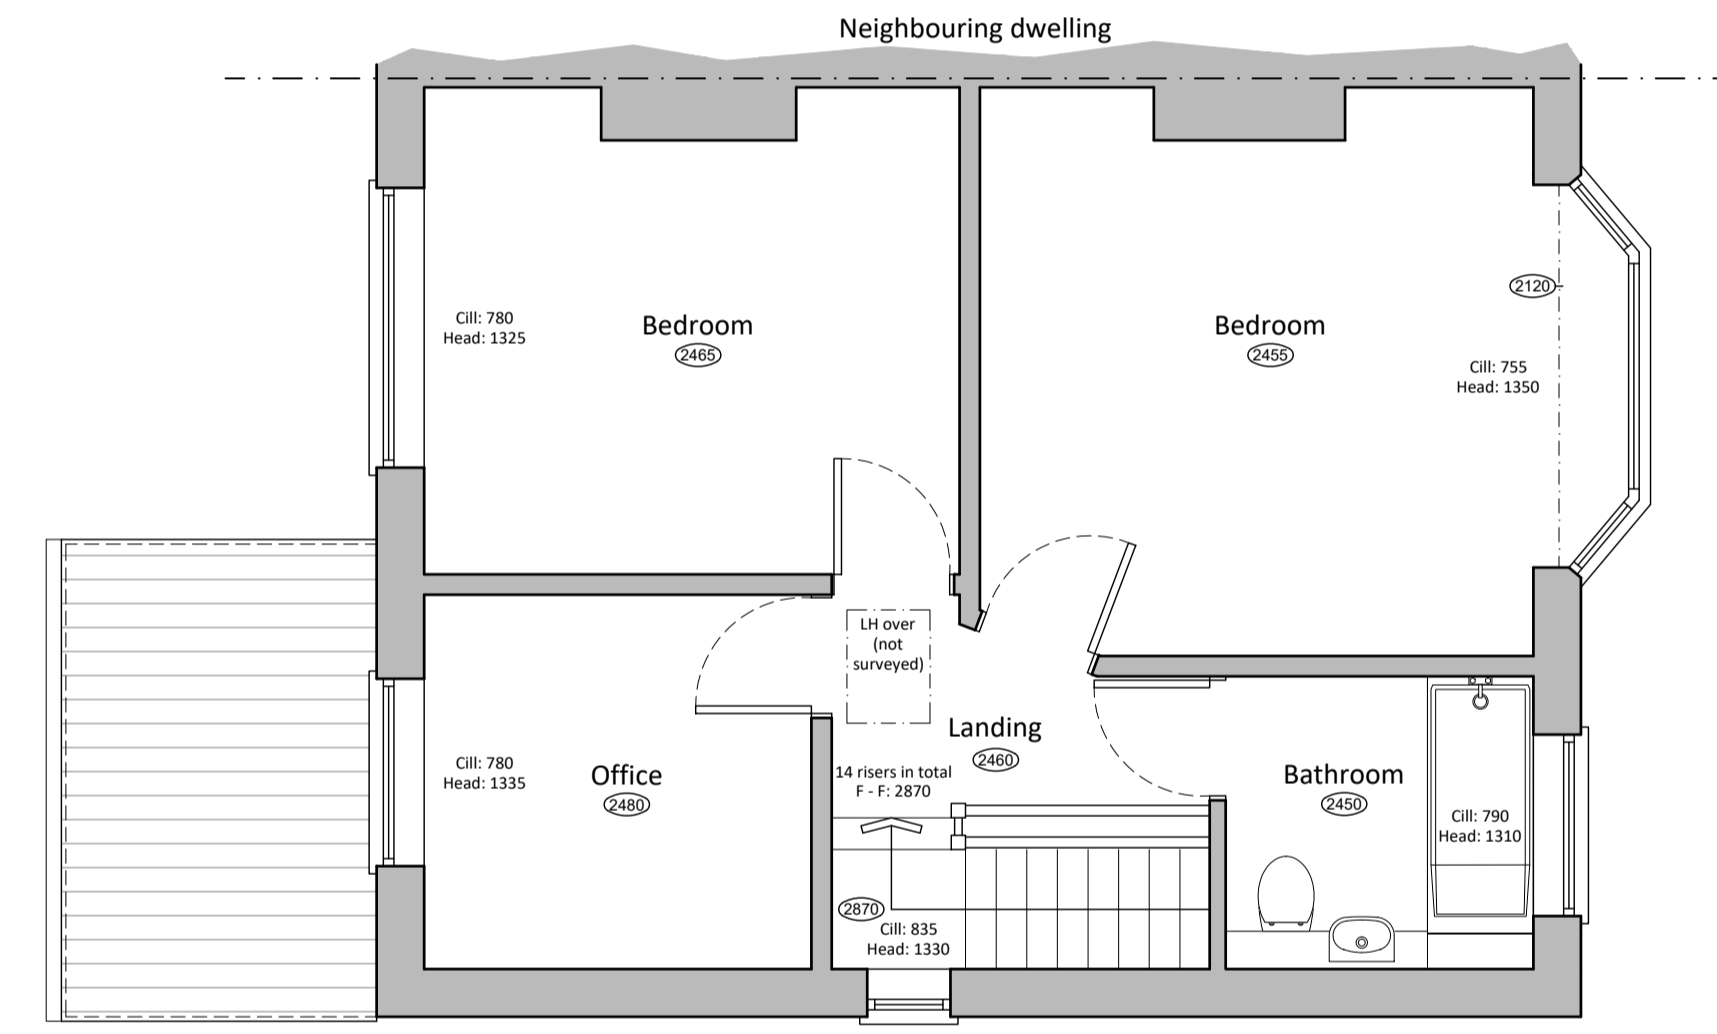 Neighbouring dwelling
2120
Cill: 780
Head: 1325
Bedroom
2465
Bedroom
2455
Cill: 755
Head: 1350
LH over
(not
surveyed)
Landing
2460
Cill: 780
Head: 1335
Office
2480
14 risers in total
F - F: 2870
Bathroom
2450
Cill: 790
Head: 1310
2870
Cill: 835
Head: 1330